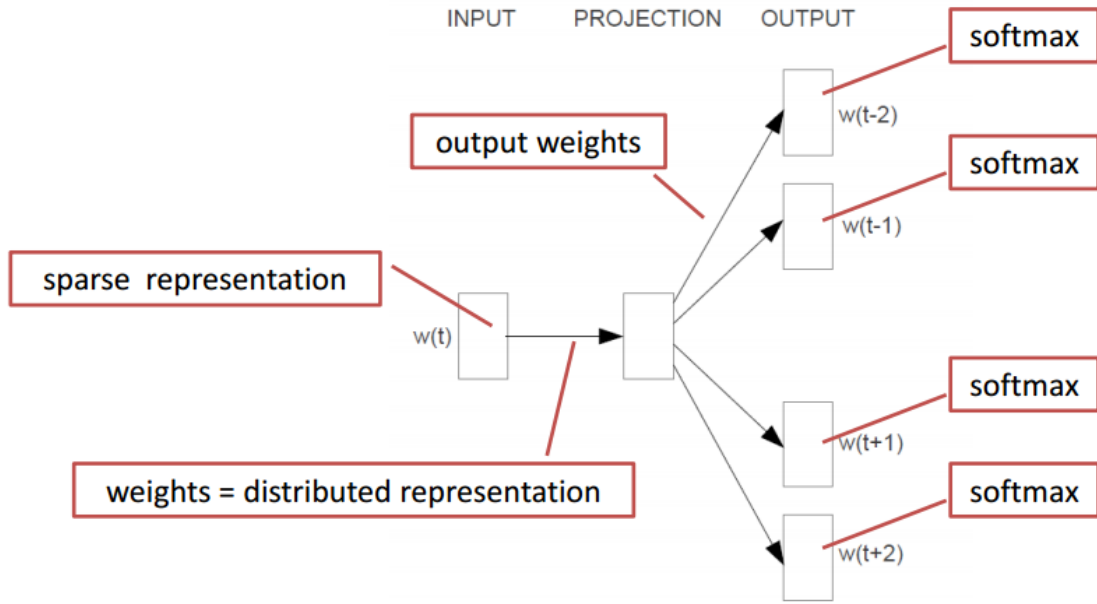 INPUT PROJECTION OUTPUT
softmax
w(t-2)
output weights
softmax
w(t-1)
sparse representation
w(t)
softmax
w(t+1)
weights = distributed representation
softmax
w(t+2)